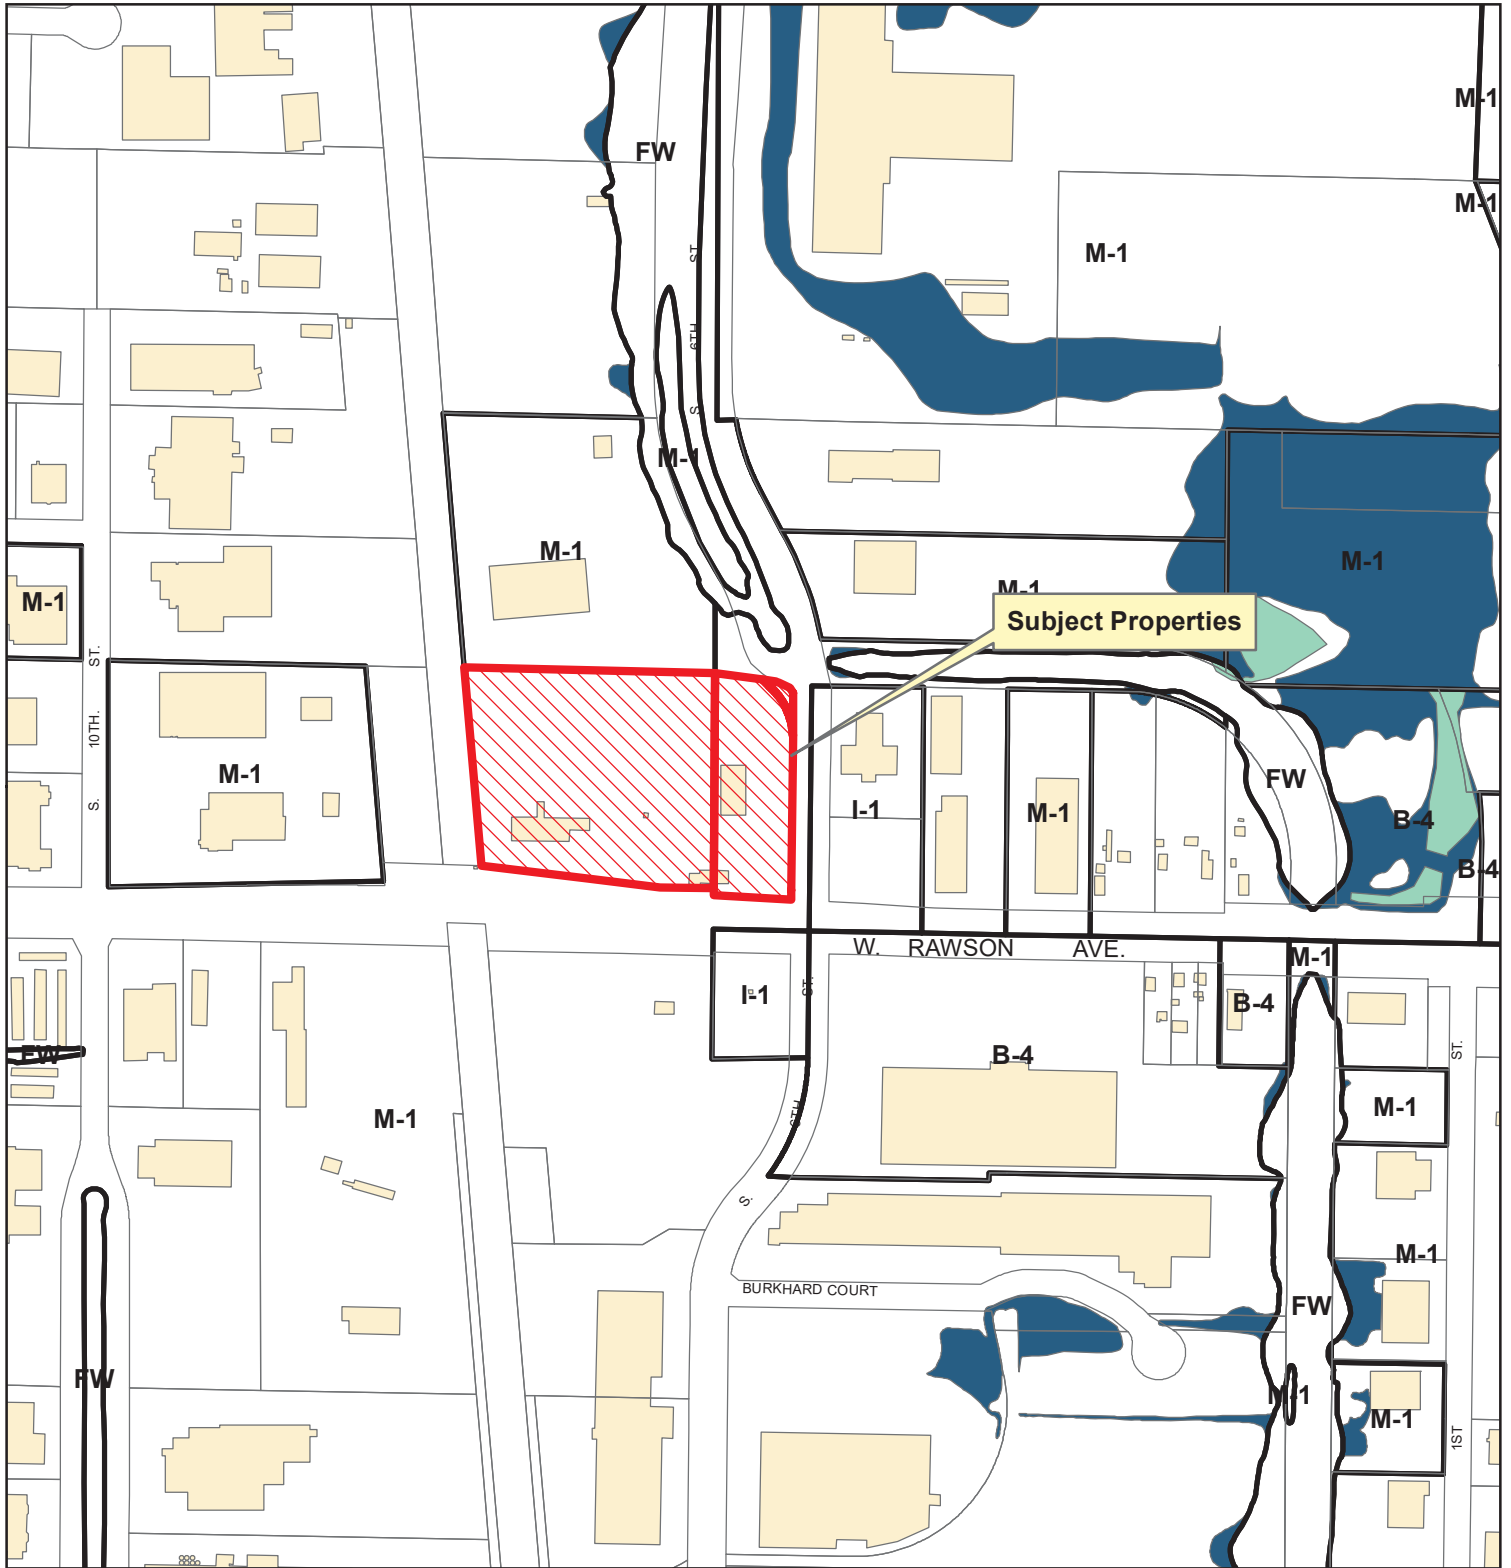 M-1
FW
M-1
M-1
ST.
6TH
S.
M-1
M-1
M-1
M-1
M-1
Subject Properties
ST.
10TH.
S.
M-1
FW
I-1
M-1
B-4
B-4
W. RAWSON AVE.
M-1
I-1
ST.
B-4
FW
B-4
ST.
6TH
M-1
M-1
S.
M-1
BURKHARD COURT
FW
FW
M-1
M-1
1ST